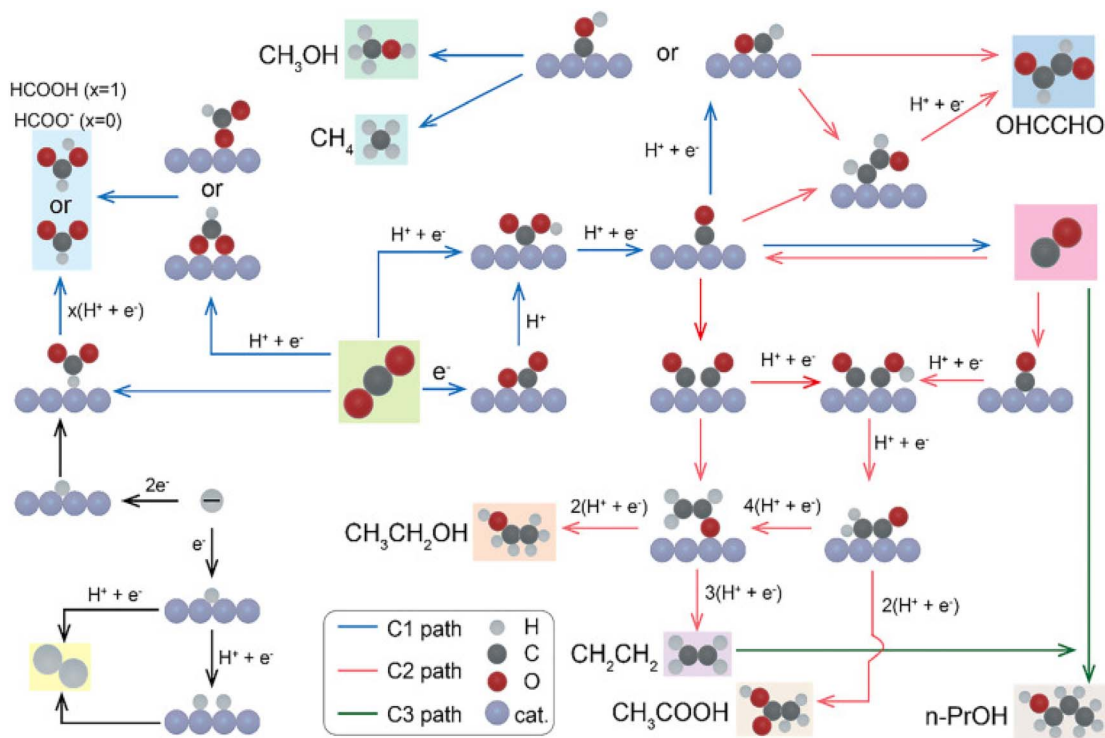 CH₃OH
or
HCOOH (x=1)
HCOO⁻ (x=0)
CH₄
H⁺ + e⁻
OHCCHO
or
or
H⁺ + e⁻
H⁺ + e⁻
H⁺ + e⁻
x(H⁺ + e⁻)
H⁺ + e⁻
H⁺
e⁻
H⁺ + e⁻
H⁺ + e⁻
H⁺ + e⁻
2e⁻
−
CH₃CH₂OH
2(H⁺ + e⁻)
4(H⁺ + e⁻)
e⁻
H⁺ + e⁻
3(H⁺ + e⁻)
2(H⁺ + e⁻)
H⁺ + e⁻
C1 path
H
C2 path
C
O
C3 path
cat.
CH₂CH₂
CH₃COOH
n-PrOH